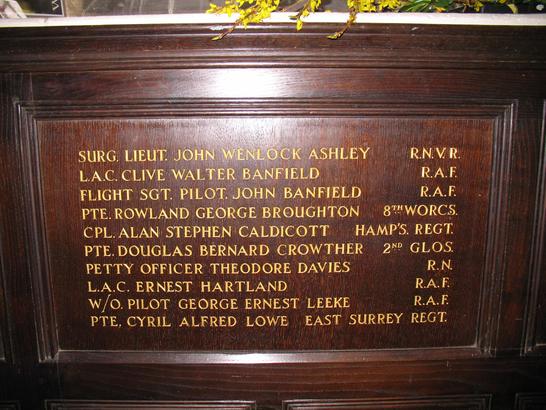 SURG. LIEUT. JOHN WENLOCK ASHLEY R.N.V.R.
L.A.C. CLIVE WALTER BANFIELD R.A.F.
FLIGHT SGT. PILOT. JOHN BANFIELD R.A.F.
PTE. ROWLAND GEORGE BROUGHTON 8TH WORCS.
CPL. ALAN STEPHEN CALDICOTT HAMP'S. REGT.
PTE. DOUGLAS BERNARD CROWTHER 2ND GLOS.
PETTY OFFICER THEODORE DAVIES R.N.
L.A.C. ERNEST HARTLAND R.A.F.
W/O. PILOT GEORGE ERNEST LEEKE R.A.F.
PTE. CYRIL ALFRED LOWE EAST SURREY REGT.